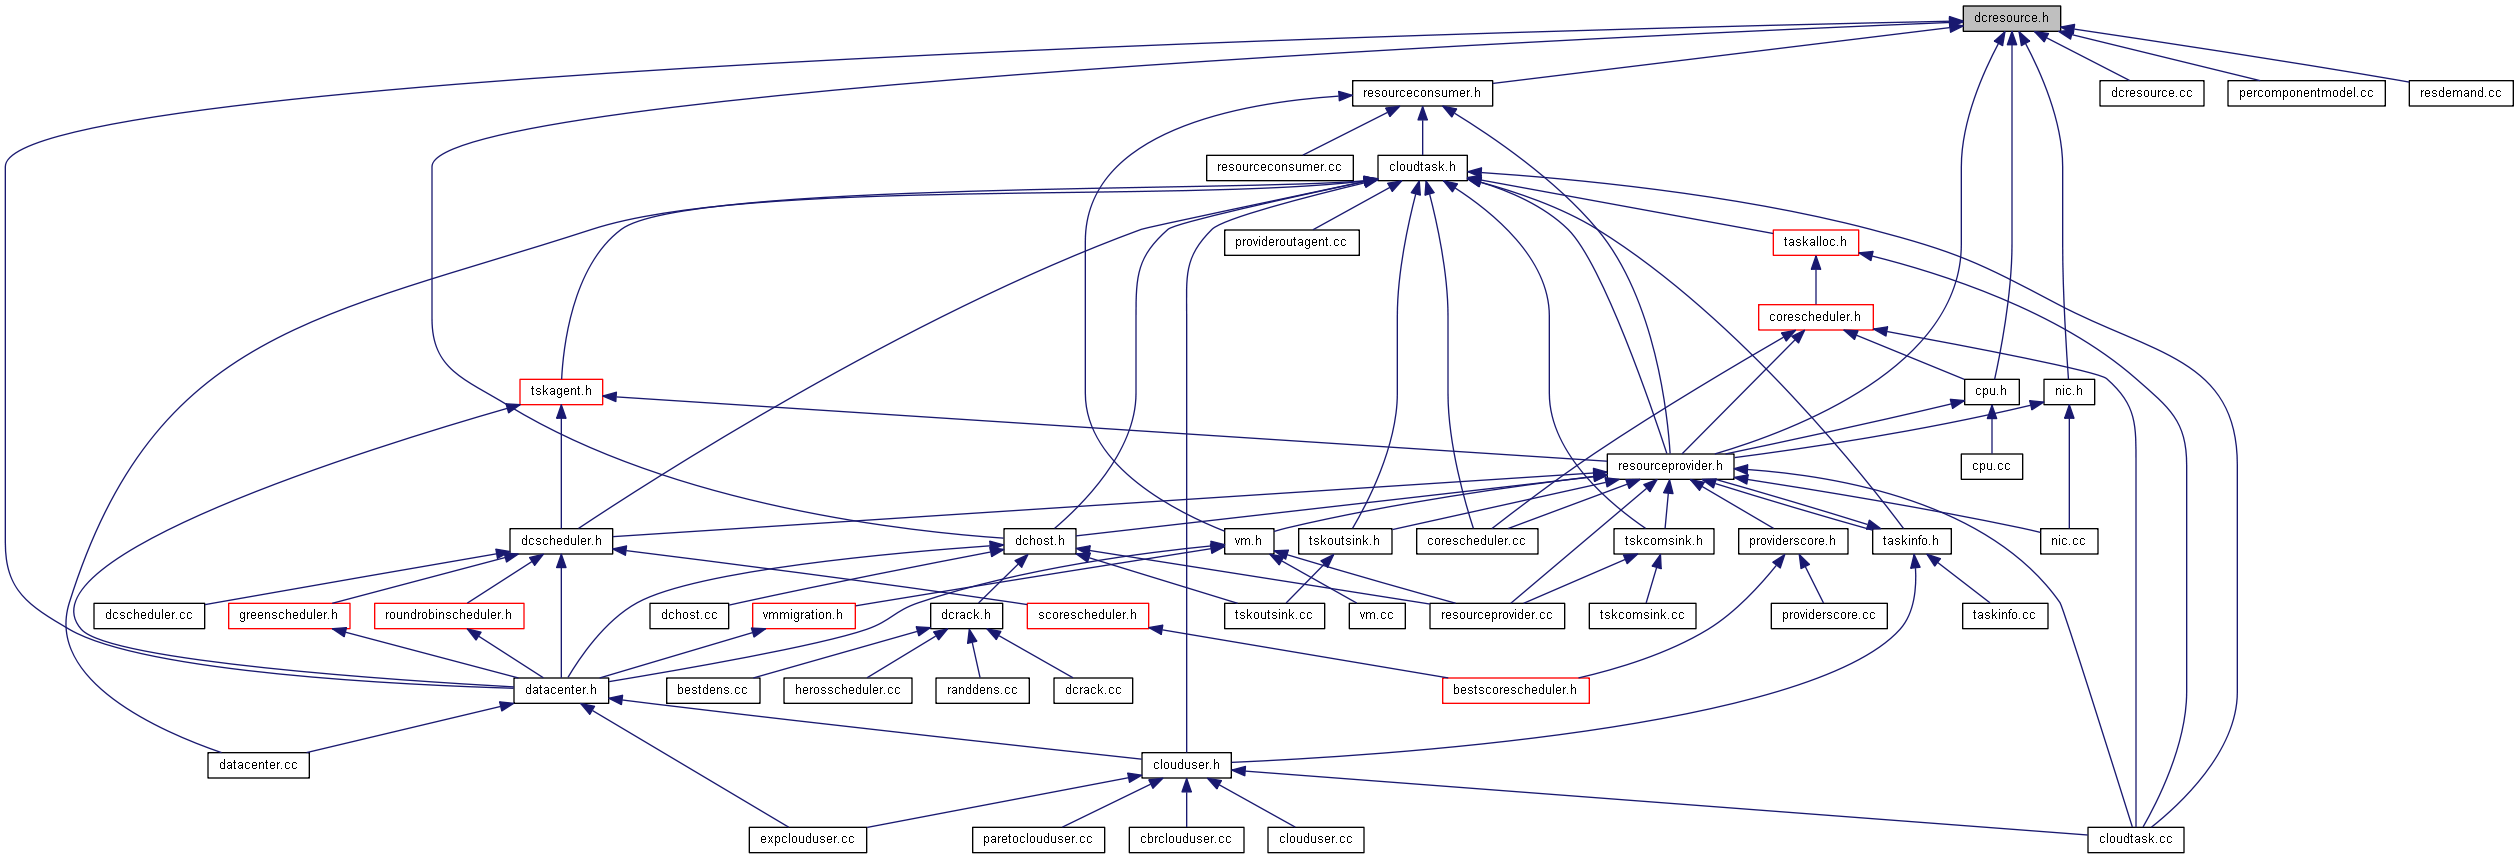 dcresource.h
resourceconsumer.h
dcresource.cc
percomponentmodel.cc
resdemand.cc
resourceconsumer.cc
cloudtask.h
provideroutagent.cc
taskalloc.h
corescheduler.h
tskagent.h
cpu.h
nic.h
resourceprovider.h
cpu.cc
dcscheduler.h
dchost.h
vm.h
tskoutsink.h
corescheduler.cc
tskcomsink.h
providerscore.h
taskinfo.h
nic.cc
dcscheduler.cc
greenscheduler.h
roundrobinscheduler.h
dchost.cc
vmmigration.h
dcrack.h
scorescheduler.h
tskoutsink.cc
vm.cc
resourceprovider.cc
tskcomsink.cc
providerscore.cc
taskinfo.cc
datacenter.h
bestdens.cc
herosscheduler.cc
randdens.cc
dcrack.cc
bestscorescheduler.h
datacenter.cc
clouduser.h
expclouduser.cc
paretoclouduser.cc
cbrclouduser.cc
clouduser.cc
cloudtask.cc